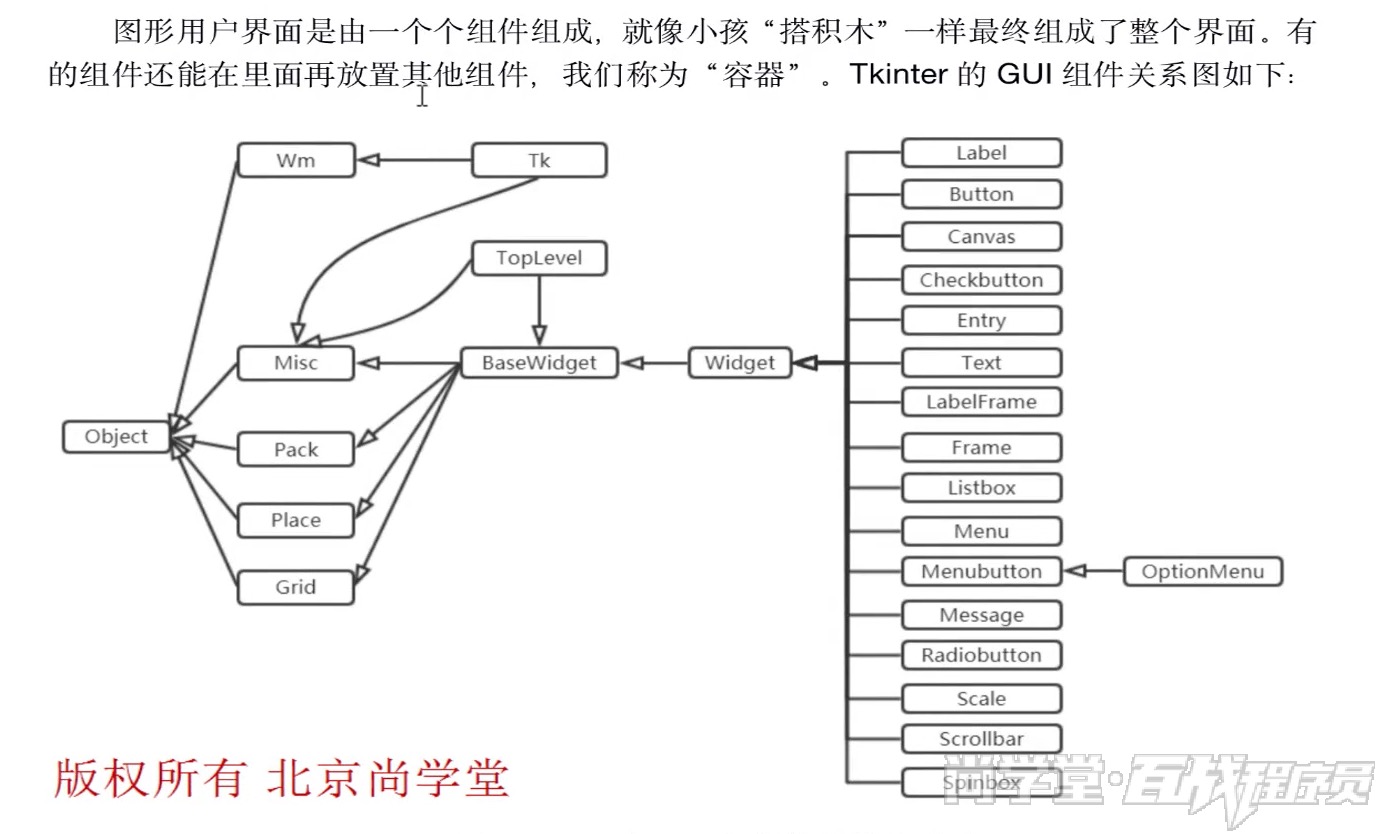 图形用户界面是由一个个组件组成，就像小孩“搭积木”一样最终组成了整个界面。有
的组件还能在里面再放置其他组件，我们称为“容器”。Tkinter 的 GUI 组件关系图如下：
Wm
Tk
TopLevel
Misc
BaseWidget
Widget
Object
Pack
Place
Grid
Label
Button
Canvas
Checkbutton
Entry
Text
LabelFrame
Frame
Listbox
Menu
Menubutton
OptionMenu
Message
Radiobutton
Scale
Scrollbar
Spinbox
版权所有 北京尚学堂
尚学堂·百战程序员